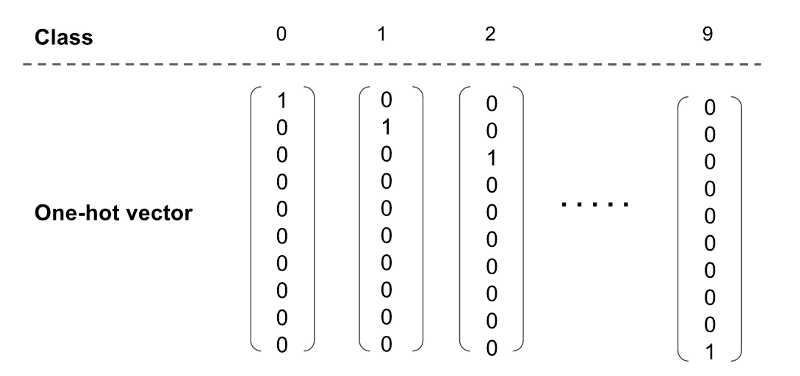 Class 0 1 2 9
1 0 0 0
0 1 0 0
0 0 1 0
0 0 0 0
One-hot vector 0 0 0 ..... 0
0 0 0 0
0 0 0 0
0 0 0 0
0 0 0 0
0 0 0 1